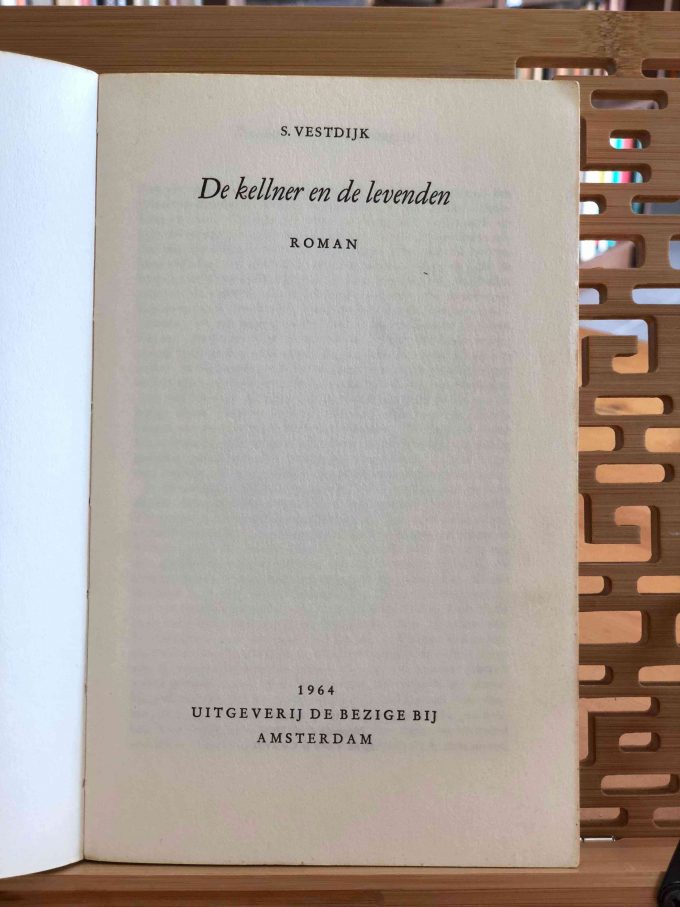 S. VESTDIJK
De kellner en de levenden
ROMAN
1964
UITGEVERIJ DE BEZIGE BIJ
AMSTERDAM